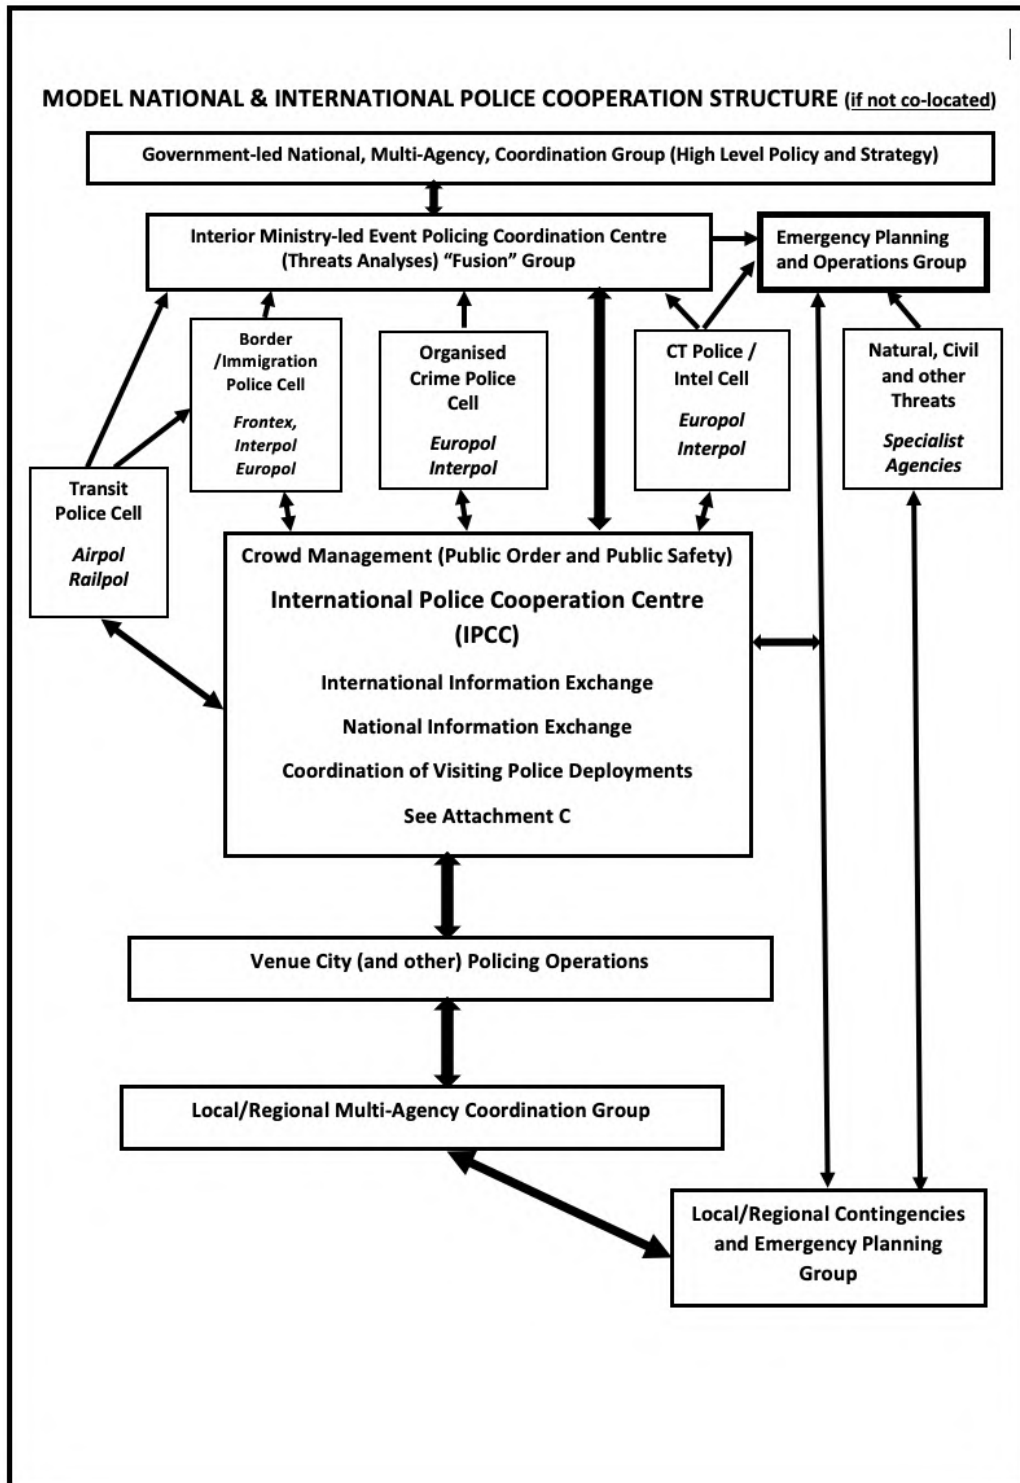 MODEL NATIONAL & INTERNATIONAL POLICE COOPERATION STRUCTURE (if not co-located)
Government-led National, Multi-Agency, Coordination Group (High Level Policy and Strategy)
Interior Ministry-led Event Policing Coordination Centre
(Threats Analyses) “Fusion” Group
Emergency Planning
and Operations Group
Border
/Immigration
Police Cell
Frontex,
Interpol
Europol
Organised
Crime Police
Cell
Europol
Interpol
CT Police /
Intel Cell
Europol
Interpol
Natural, Civil
and other
Threats
Specialist
Agencies
Transit
Police Cell
Airpol
Railpol
Crowd Management (Public Order and Public Safety)
International Police Cooperation Centre
(IPCC)
International Information Exchange
National Information Exchange
Coordination of Visiting Police Deployments
See Attachment C
Venue City (and other) Policing Operations
Local/Regional Multi-Agency Coordination Group
Local/Regional Contingencies
and Emergency Planning
Group